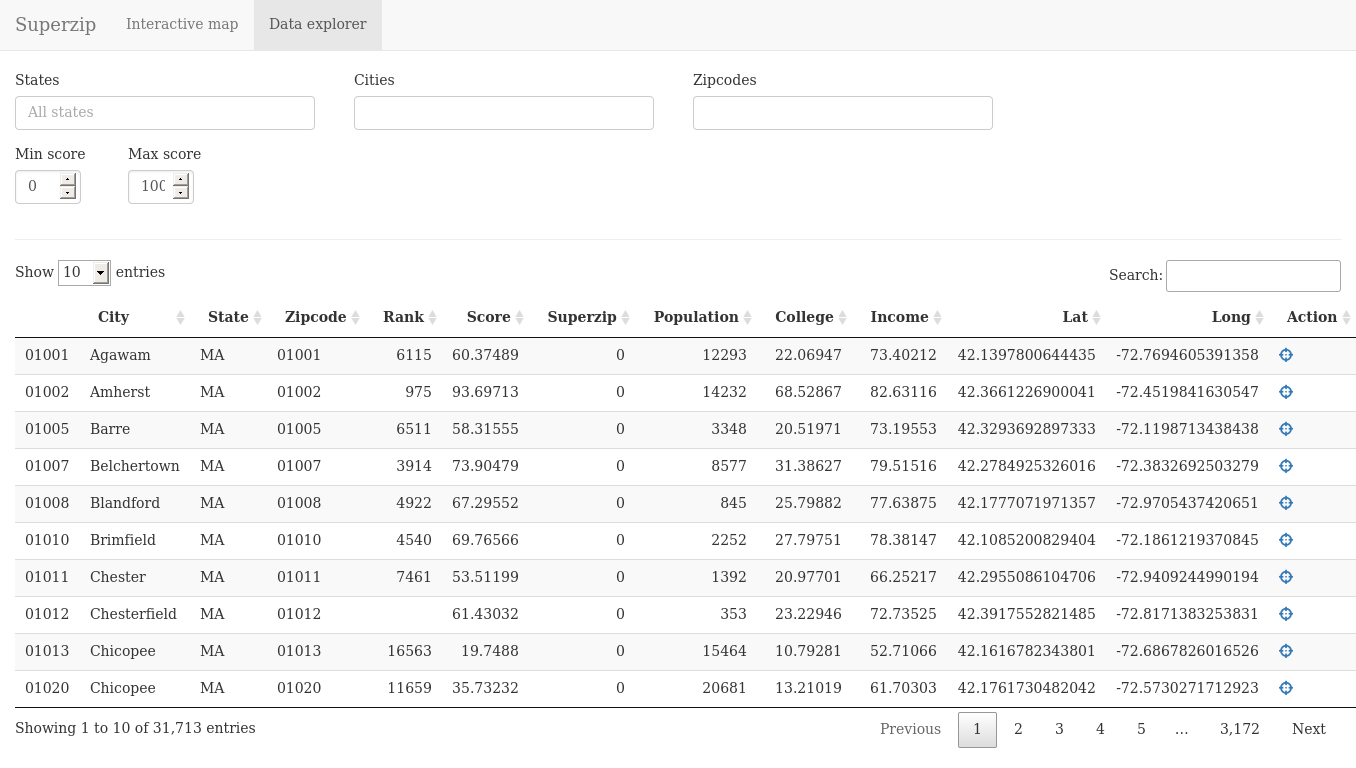 Superzip Interactive map Data explorer
States Cities Zipcodes
All states
Min score Max score
0 100
Show 10 entries Search:
City State Zipcode Rank Score Superzip Population College Income Lat Long Action
01001 Agawam MA 01001 6115 60.37489 0 12293 22.06947 73.40212 42.1397800644435 -72.7694605391358
01002 Amherst MA 01002 975 93.69713 0 14232 68.52867 82.63116 42.3661226900041 -72.4519841630547
01005 Barre MA 01005 6511 58.31555 0 3348 20.51971 73.19553 42.3293692897333 -72.1198713438438
01007 Belchertown MA 01007 3914 73.90479 0 8577 31.38627 79.51516 42.2784925326016 -72.3832692503279
01008 Blandford MA 01008 4922 67.29552 0 845 25.79882 77.63875 42.1777071971357 -72.9705437420651
01010 Brimfield MA 01010 4540 69.76566 0 2252 27.79751 78.38147 42.1085200829404 -72.1861219370845
01011 Chester MA 01011 7461 53.51199 0 1392 20.97701 66.25217 42.2955086104706 -72.9409244990194
01012 Chesterfield MA 01012 61.43032 0 353 23.22946 72.73525 42.3917552821485 -72.8171383253831
01013 Chicopee MA 01013 16563 19.7488 0 15464 10.79281 52.71066 42.1616782343801 -72.6867826016526
01020 Chicopee MA 01020 11659 35.73232 0 20681 13.21019 61.70303 42.1761730482042 -72.5730271712923
Showing 1 to 10 of 31,713 entries Previous 1 2 3 4 5 … 3,172 Next